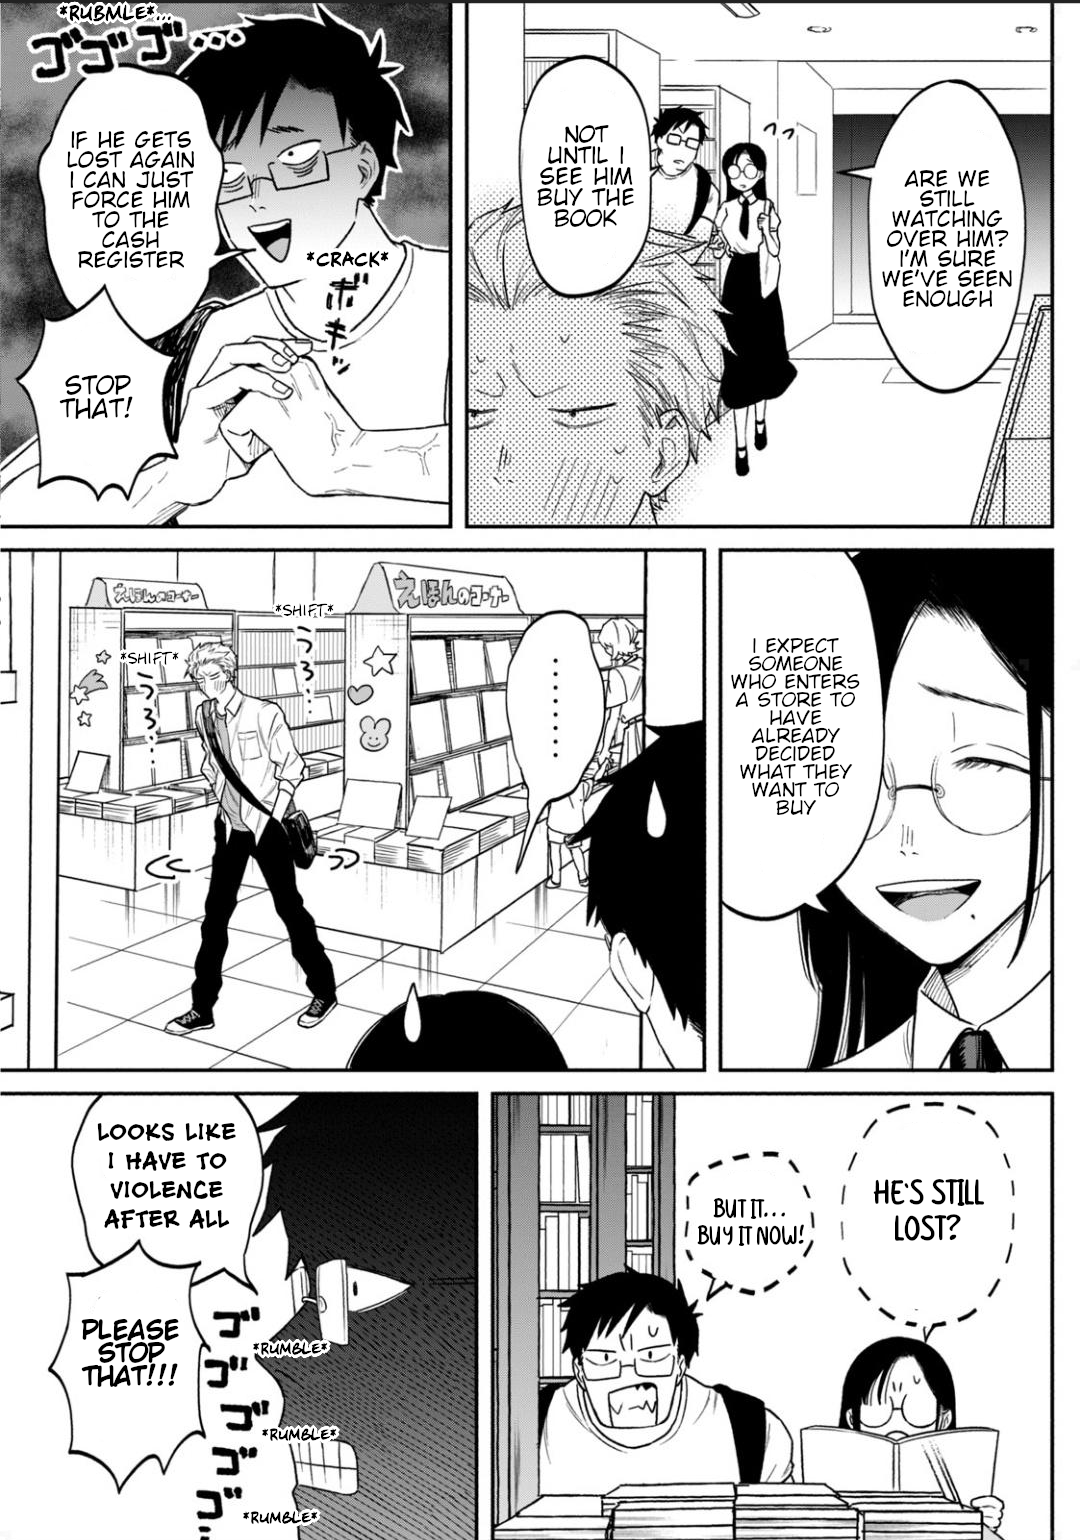 ARE WE
STILL
WATCHING
OVER HIM?
I'M SURE
WE'VE SEEN
ENOUGH
NOT
UNTIL I
SEE HIM
BUY THE
BOOK
*RUBMLE*...
ゴゴゴ...
IF HE GETS
LOST AGAIN
I CAN JUST
FORCE HIM
TO THE
CASH
REGISTER
*CRACK*
ギギ...
STOP
THAT!
I EXPECT
SOMEONE
WHO ENTERS
A STORE TO
HAVE
ALREADY
DECIDED
WHAT THEY
WANT TO
BUY
えほんのコーナー
えほんのコーナー
*SHIFT*
うろ...
*SHIFT*
うろ...
.........
HE'S STILL
LOST?
BUT IT...
BUY IT NOW!
LOOKS LIKE
I HAVE TO
VIOLENCE
AFTER ALL
PLEASE
STOP
THAT!!!
ゴゴゴゴゴ
*RUMBLE*
*RUMBLE*
*RUMBLE*